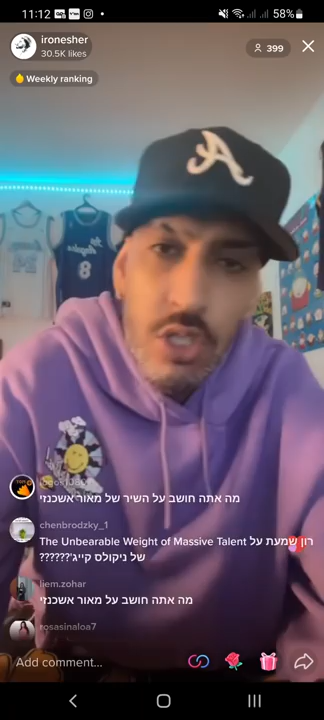 11:12
58%
ironesher
30.5K likes
399
Weekly ranking
A
8
מה אתה חושב על השיר של מאור אשכנזי
chenbrodzky_1
רון שמעת על The Unbearable Weight of Massive Talent
של ניקולס קייג'??????
liem.zohar
מה אתה חושב על מאור אשכנזי
rosasinaloa7
Add comment...